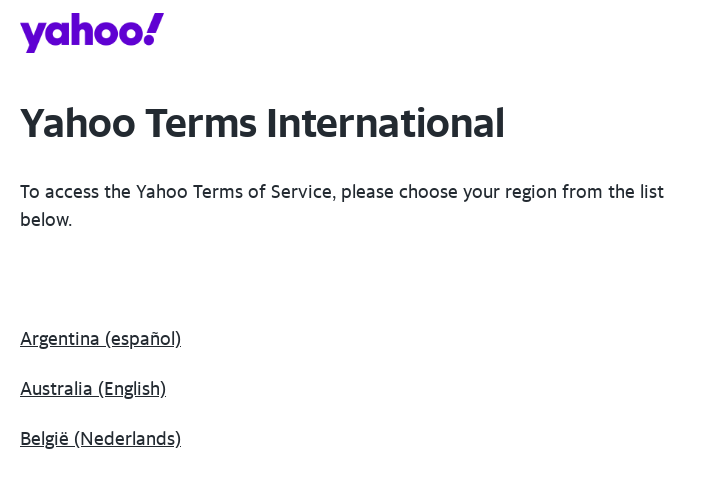 yahoo!
Yahoo Terms International
To access the Yahoo Terms of Service, please choose your region from the list
below.
Argentina (español)
Australia (English)
België (Nederlands)